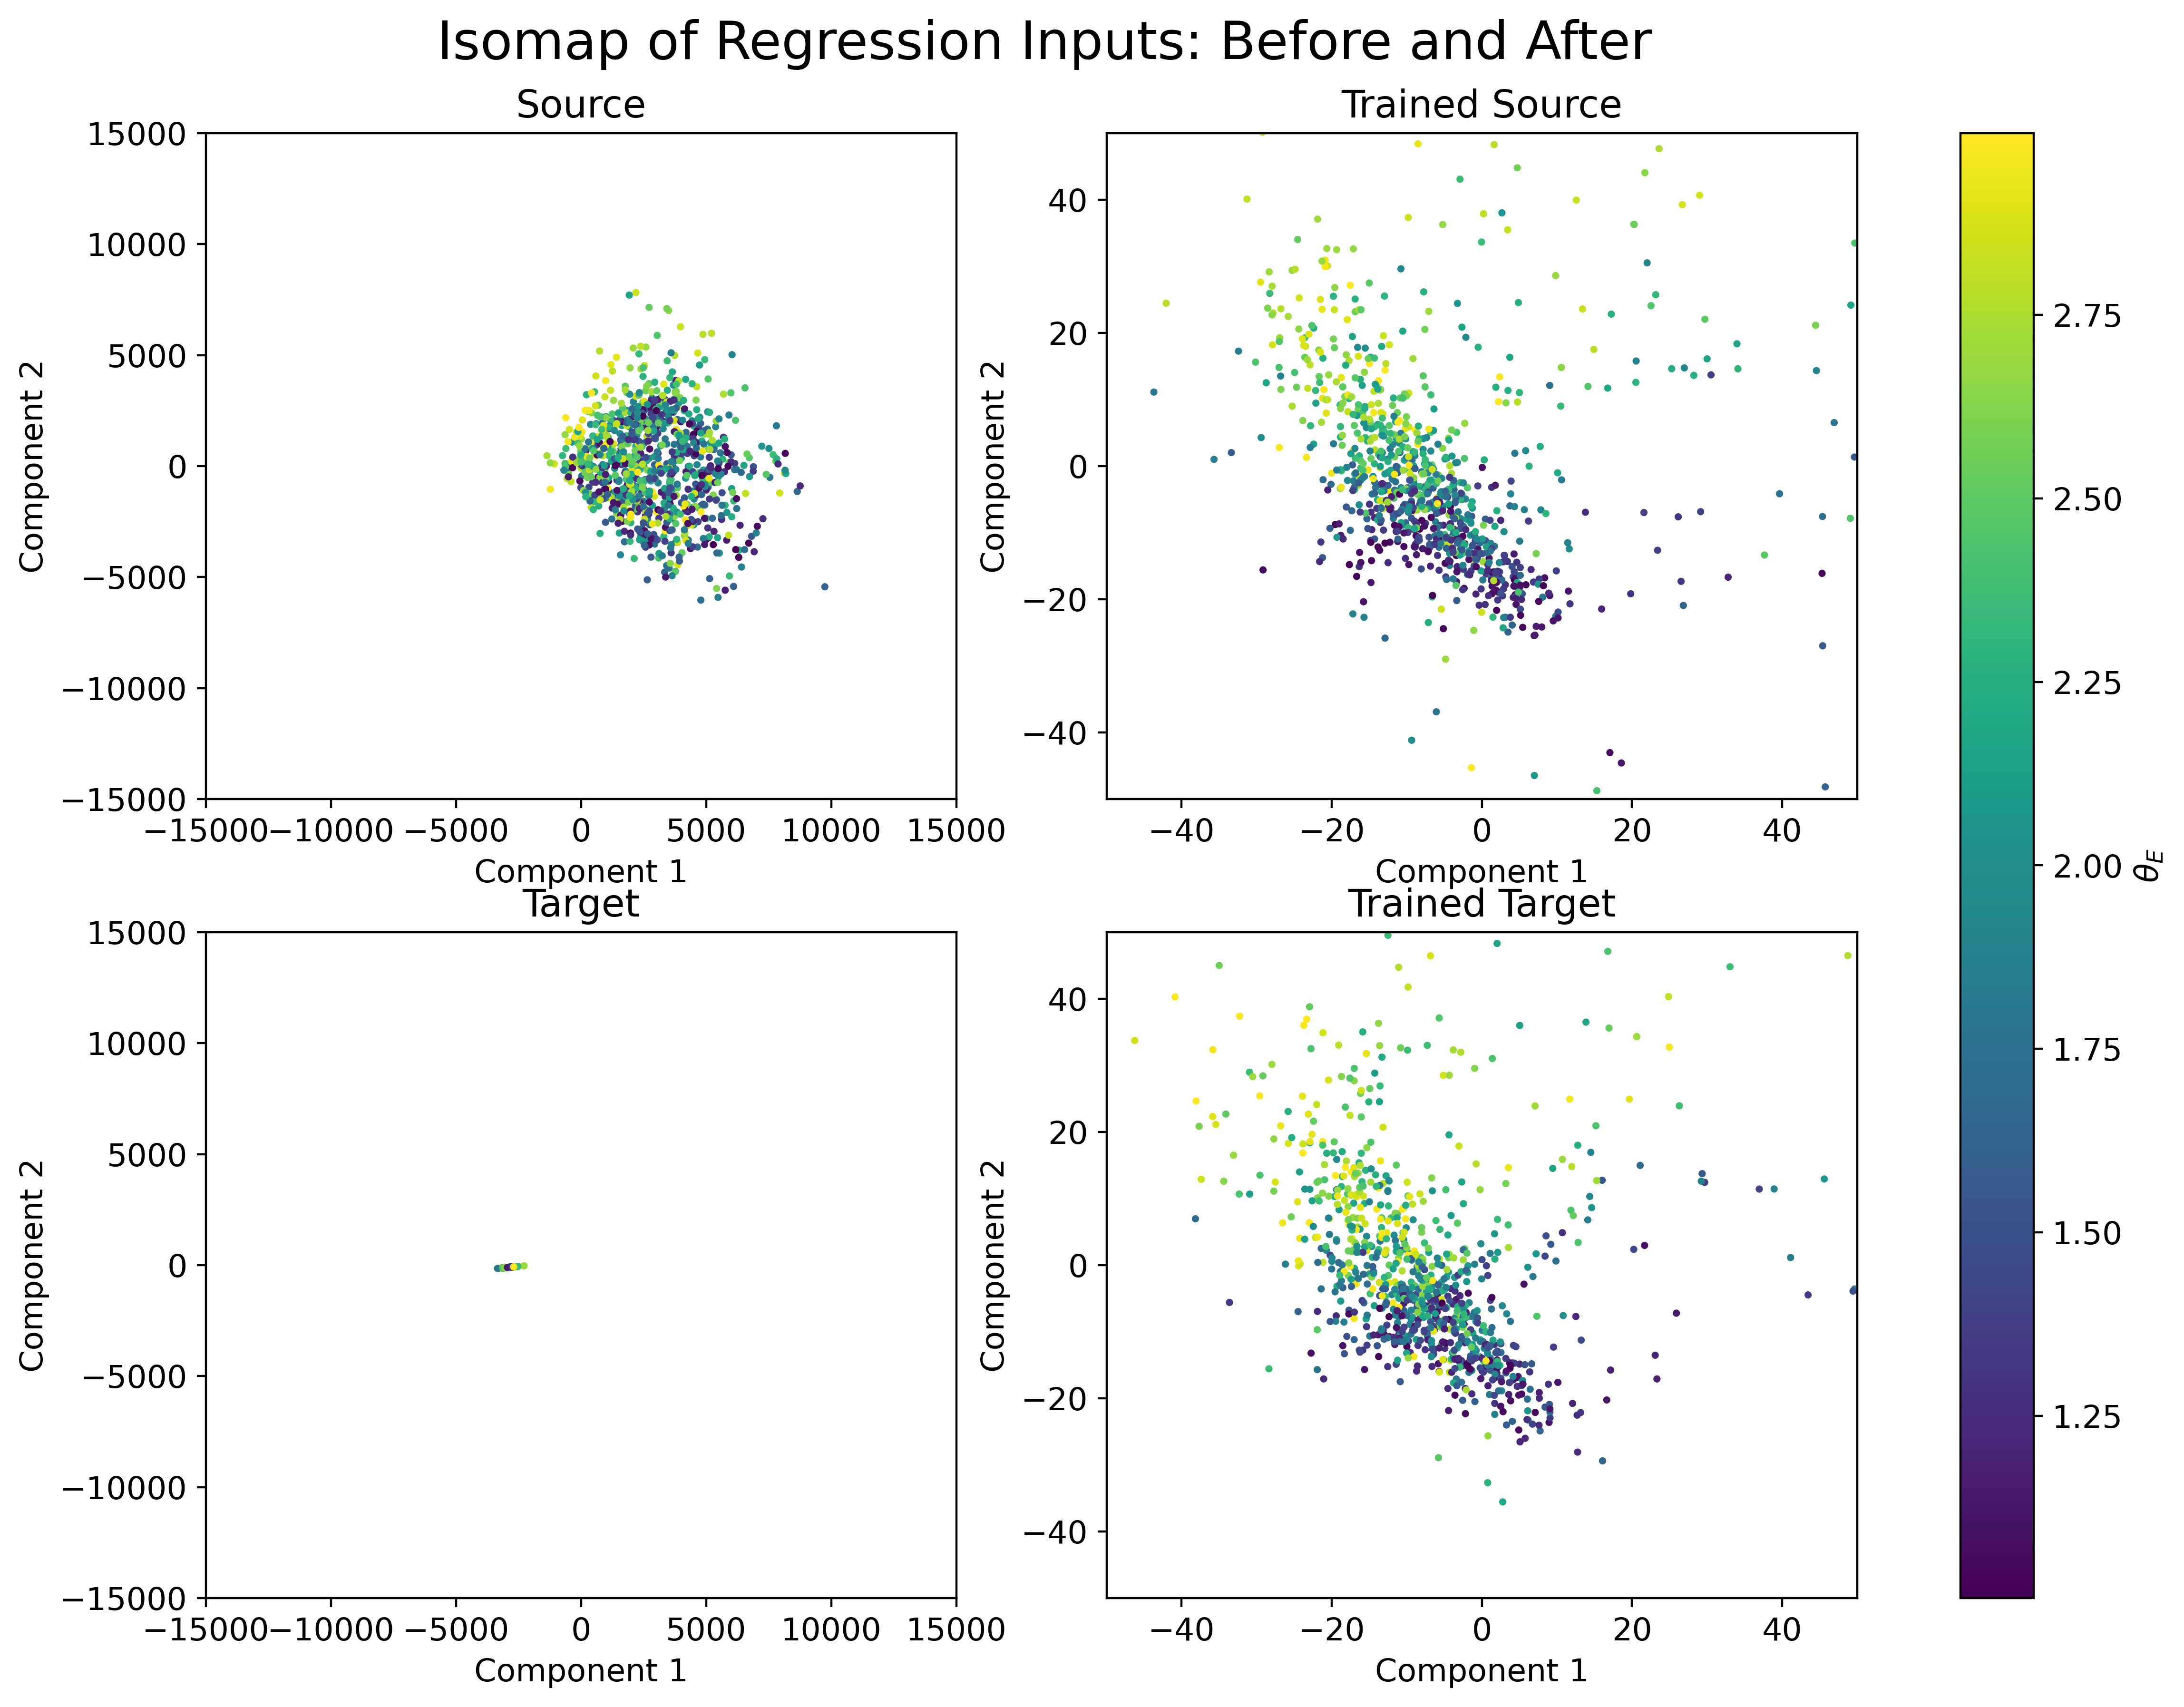 Isomap of Regression Inputs: Before and After
Source
15000
10000
5000
0
−5000
−10000
−15000
Component 2
−15000 −10000 −5000 0 5000 10000 15000
Component 1
Trained Source
40
20
0
−20
−40
Component 2
−40 −20 0 20 40
Component 1
Target
15000
10000
5000
0
−5000
−10000
−15000
Component 2
−15000 −10000 −5000 0 5000 10000 15000
Component 1
Trained Target
40
20
0
−20
−40
Component 2
−40 −20 0 20 40
Component 1
2.75
2.50
2.25
2.00
1.75
1.50
1.25
θ_E